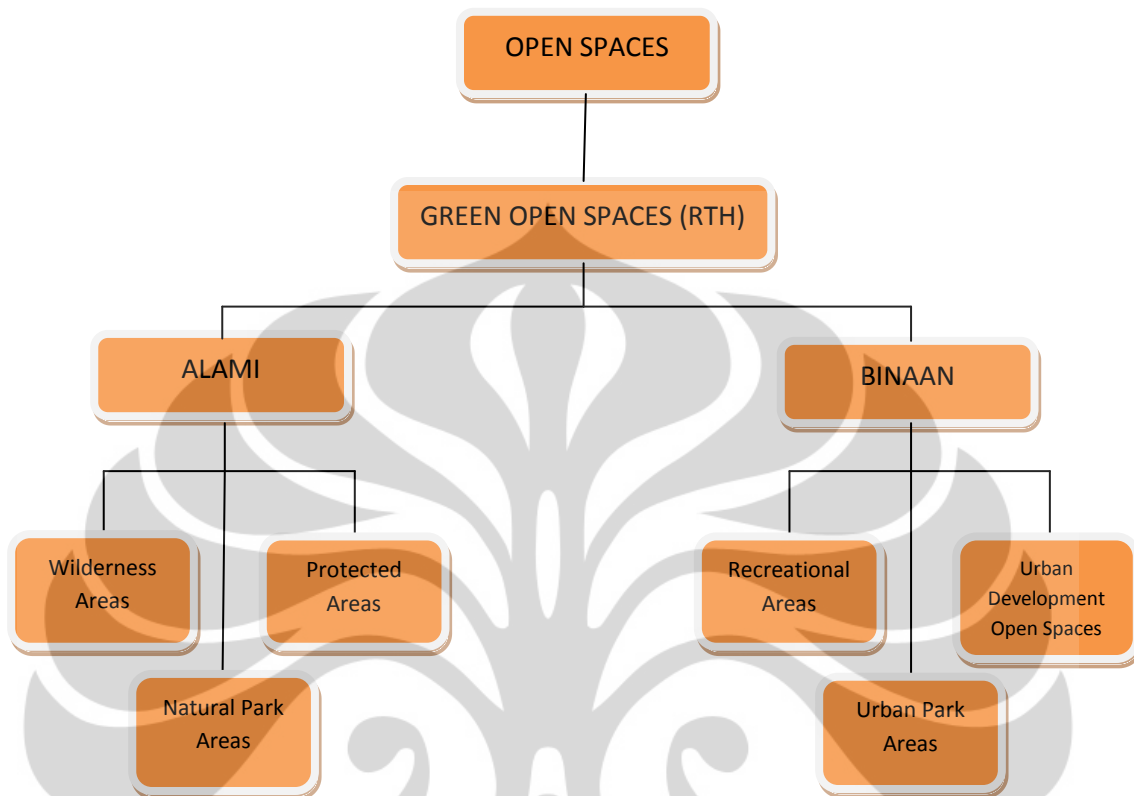 OPEN SPACES
GREEN OPEN SPACES (RTH)
ALAMI
BINAAN
Wilderness
Areas
Protected
Areas
Recreational
Areas
Urban
Development
Open Spaces
Natural Park
Areas
Urban Park
Areas